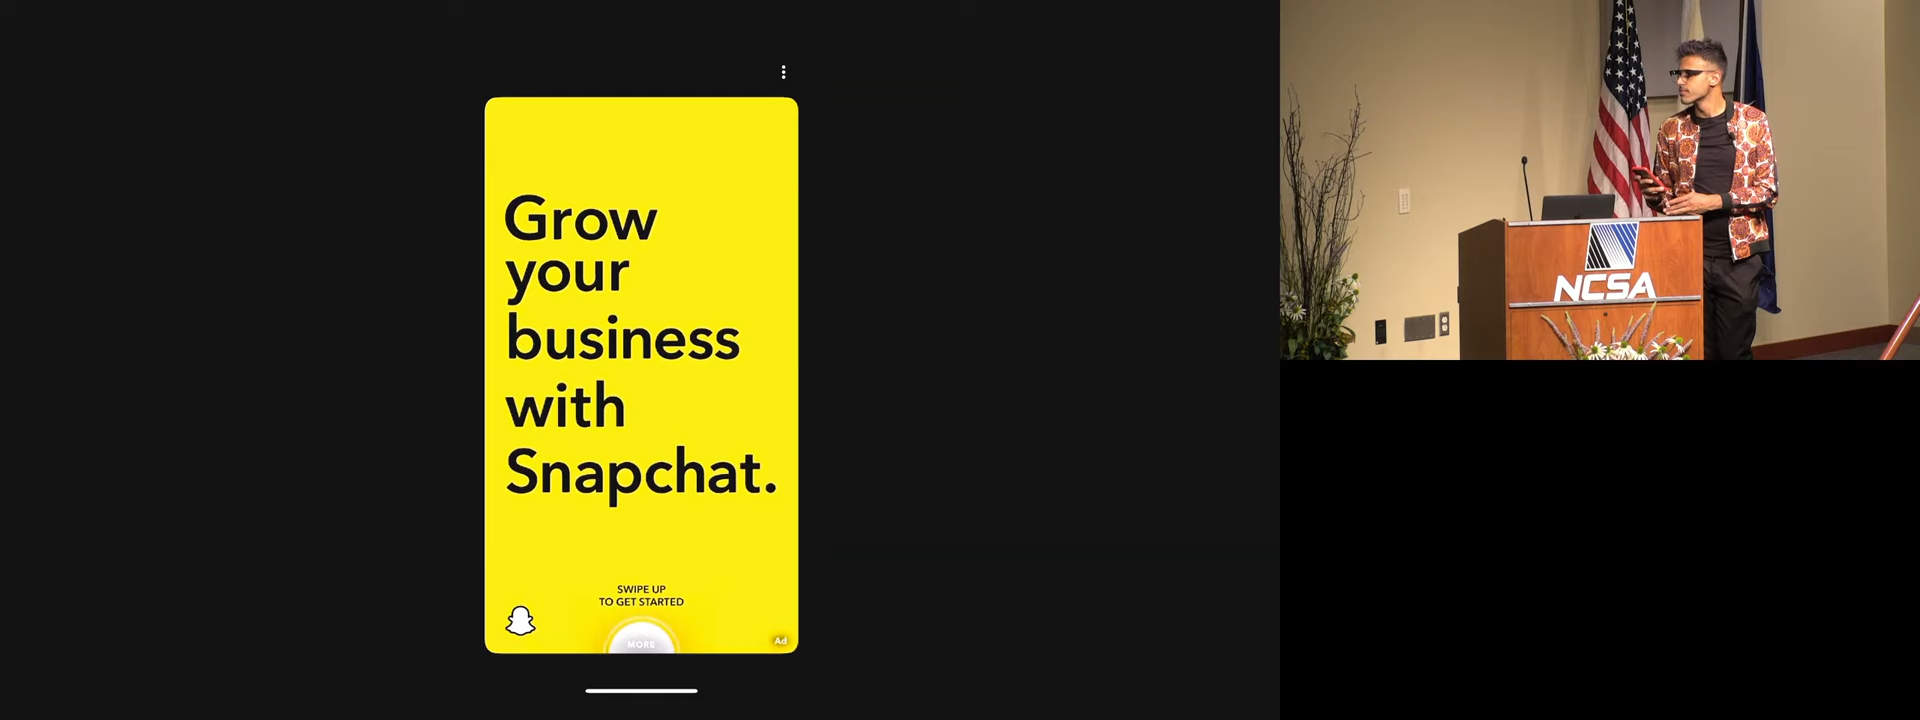 Grow
your
business
with
Snapchat.
SWIPE UP
TO GET STARTED
MORE
Ad
NCSA